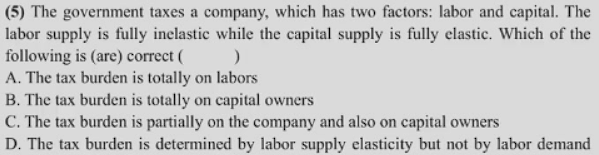 (5) The government taxes a company, which has two factors: labor and capital. The
labor supply is fully inelastic while the capital supply is fully elastic. Which of the
following is (are) correct ( )
A. The tax burden is totally on labors
B. The tax burden is totally on capital owners
C. The tax burden is partially on the company and also on capital owners
D. The tax burden is determined by labor supply elasticity but not by labor demand